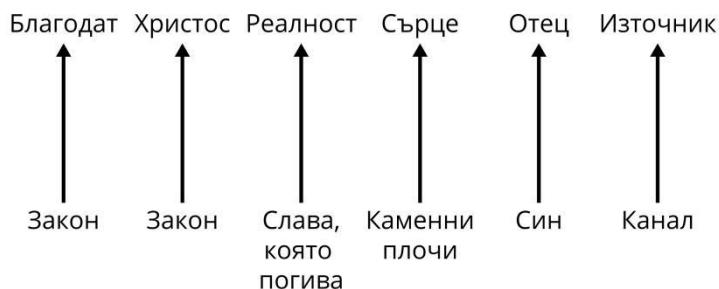 Благодат Христос Реалност Сърце Отец Източник
Закон Закон Слава, Каменни Син Канал
която плочи
погива